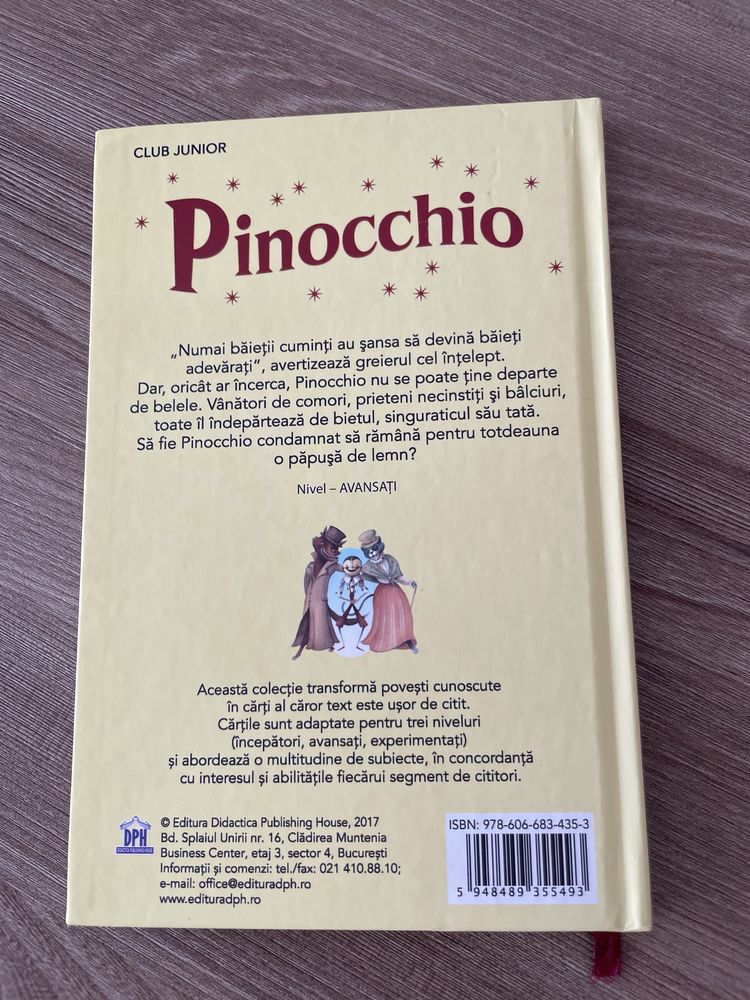 CLUB JUNIOR
Pinocchio
„Numai băieții cuminți au şansa să devină băieți
adevărați“, avertizează greierul cel înțelept.
Dar, oricât ar încerca, Pinocchio nu se poate ține departe
de belele. Vânători de comori, prieteni necinstiți şi bâlciuri,
toate îl îndepărtează de bietul, singuraticul său tată.
Să fie Pinocchio condamnat să rămână pentru totdeauna
o păpuşă de lemn?
Nivel – AVANSAȚI
Această colecție transformă povești cunoscute
în cărți al căror text este ușor de citit.
Cărțile sunt adaptate pentru trei niveluri
(începători, avansați, experimentați)
și abordează o multitudine de subiecte, în concordanță
cu interesul și abilitățile fiecărui segment de cititori.
DPH
DIDACTICA PUBLISHING HOUSE
© Editura Didactica Publishing House, 2017
Bd. Splaiul Unirii nr. 16, Clădirea Muntenia
Business Center, etaj 3, sector 4, București
Informații și comenzi: tel./fax: 021 410.88.10;
e-mail: office@edituradph.ro
www.edituradph.ro
ISBN: 978-606-683-435-3
5 948489 355493